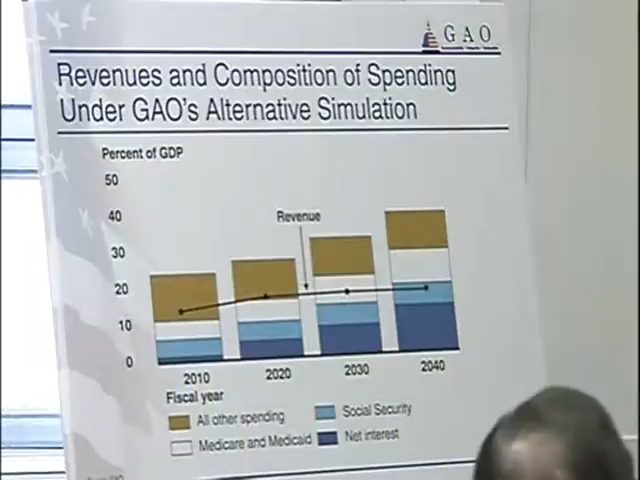 GAO
Revenues and Composition of Spending
Under GAO's Alternative Simulation
Percent of GDP
50
40
Revenue
30
20
10
0
2010 2020 2030 2040
Fiscal year
All other spending Social Security
Medicare and Medicaid Net interest